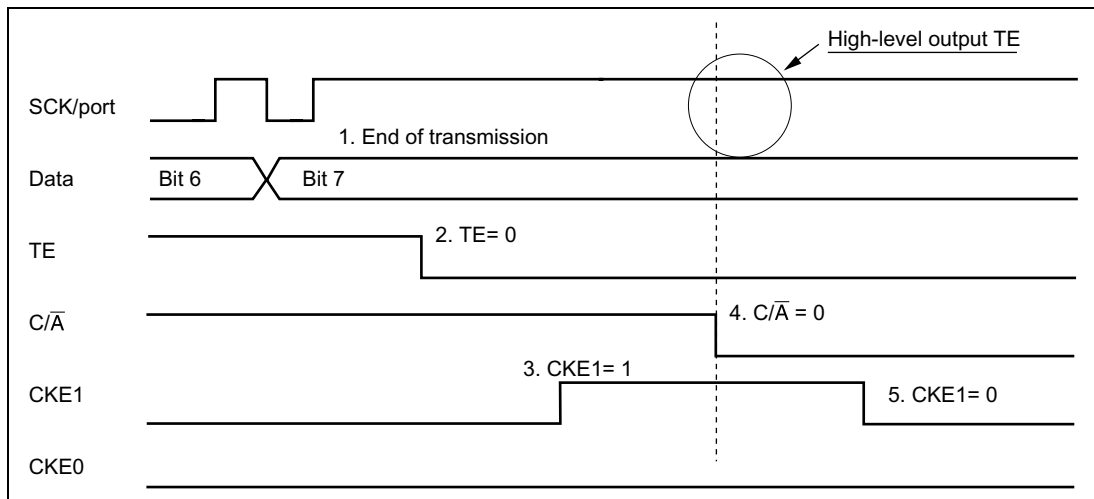 High-level output TE
SCK/port
1. End of transmission
Data
Bit 6
Bit 7
TE
2. TE= 0
C/A̅
4. C/A̅ = 0
3. CKE1= 1
CKE1
5. CKE1= 0
CKE0